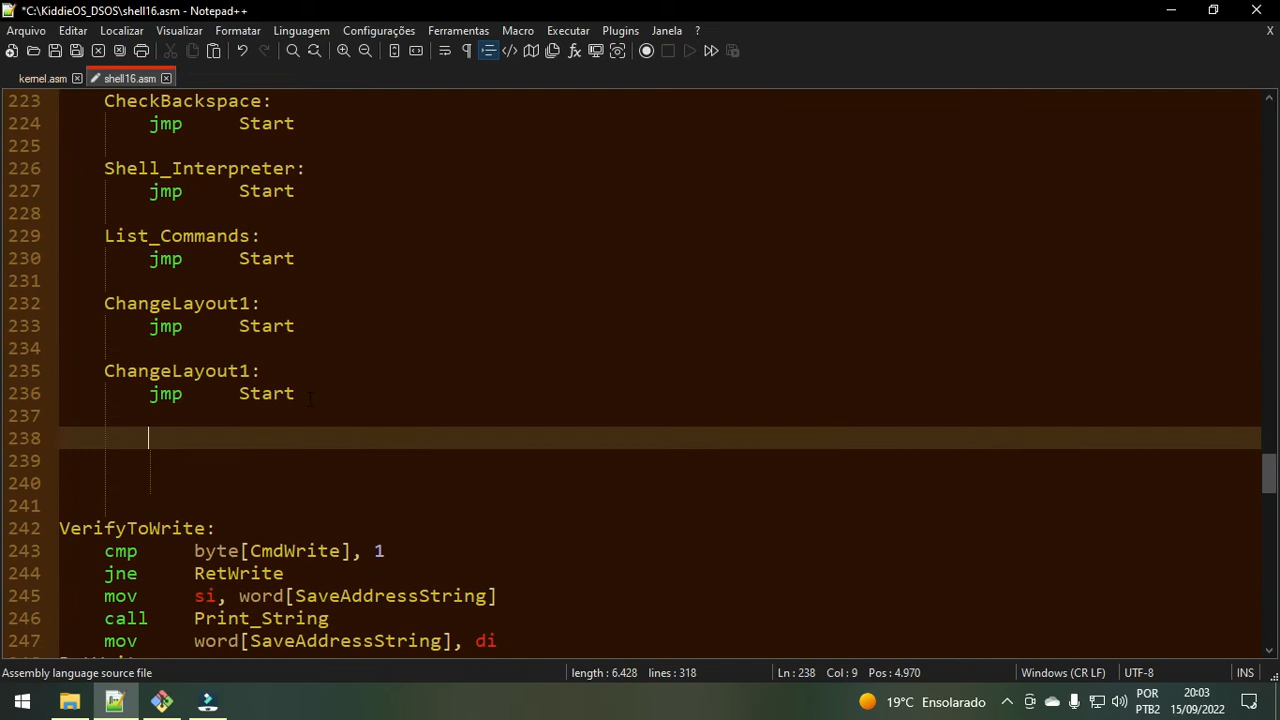 *C:\KiddieOS_DSOS\shell16.asm - Notepad++
Arquivo Editar Localizar Visualizar Formatar Linguagem Configurações Ferramentas Macro Executar Plugins Janela ? X
kernel.asm shell16.asm
223 CheckBackspace:
224 jmp Start
225
226 Shell_Interpreter:
227 jmp Start
228
229 List_Commands:
230 jmp Start
231
232 ChangeLayout1:
233 jmp Start
234
235 ChangeLayout1:
236 jmp Start
237
238
239
240
241
242 VerifyToWrite:
243 cmp byte[CmdWrite], 1
244 jne RetWrite
245 mov si, word[SaveAddressString]
246 call Print_String
247 mov word[SaveAddressString], di
Assembly language source file length : 6.428 lines : 318 Ln : 238 Col : 9 Pos : 4.970 Windows (CR LF) UTF-8 INS
19°C Ensolarado POR 20:03
PTB2 15/09/2022